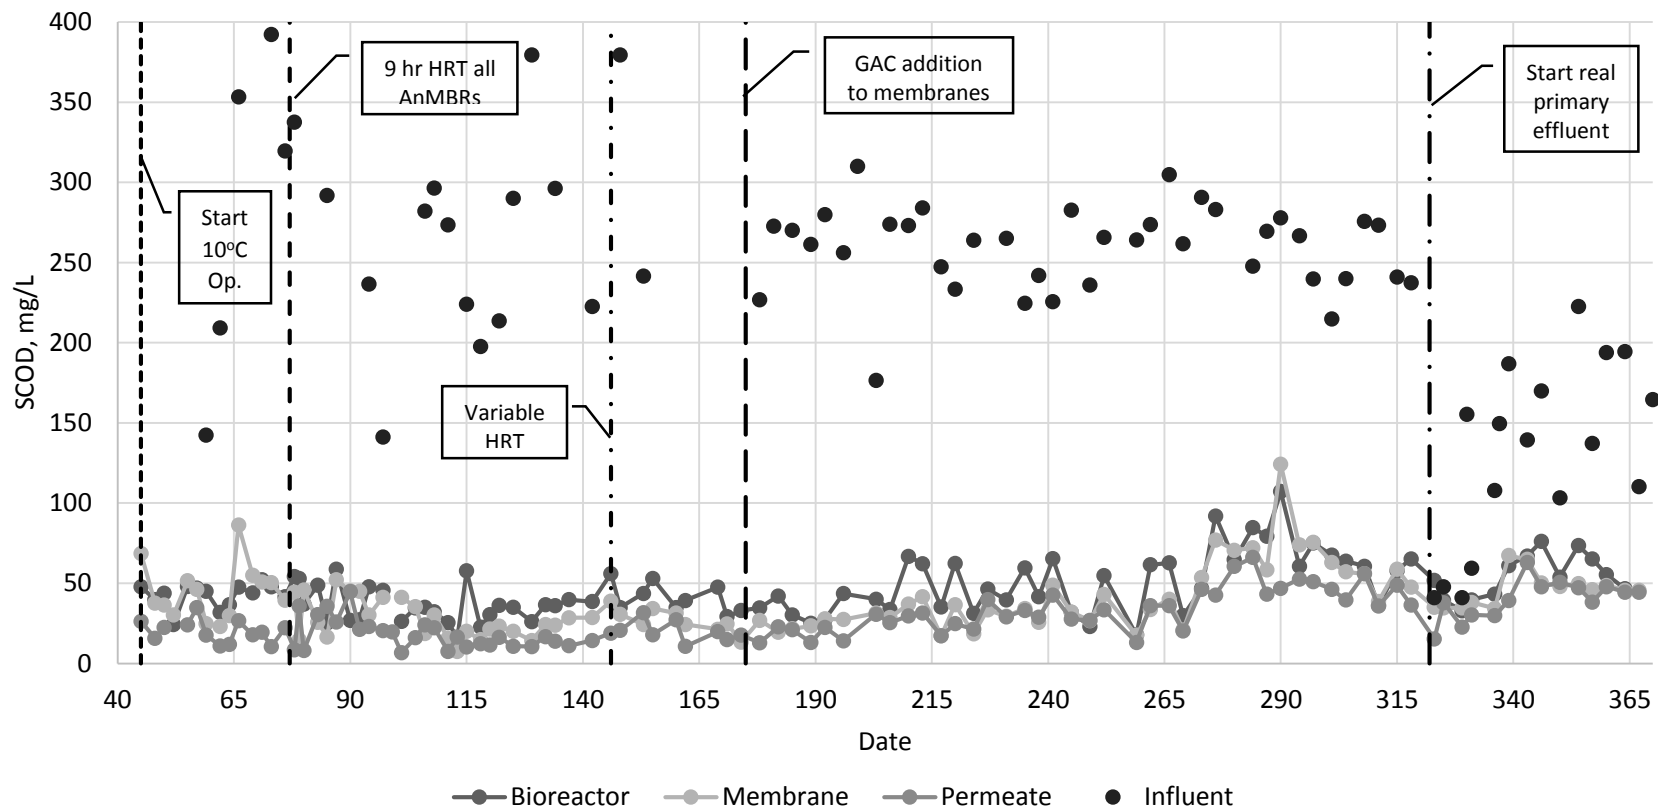 400
350
300
250
200
150
100
50
0
SCOD, mg/L
Start
10ºC
Op.
9 hr HRT all
AnMBRs
Variable
HRT
GAC addition
to membranes
Start real
primary
effluent
40 65 90 115 140 165 190 215 240 265 290 315 340 365
Date
Bioreactor Membrane Permeate Influent